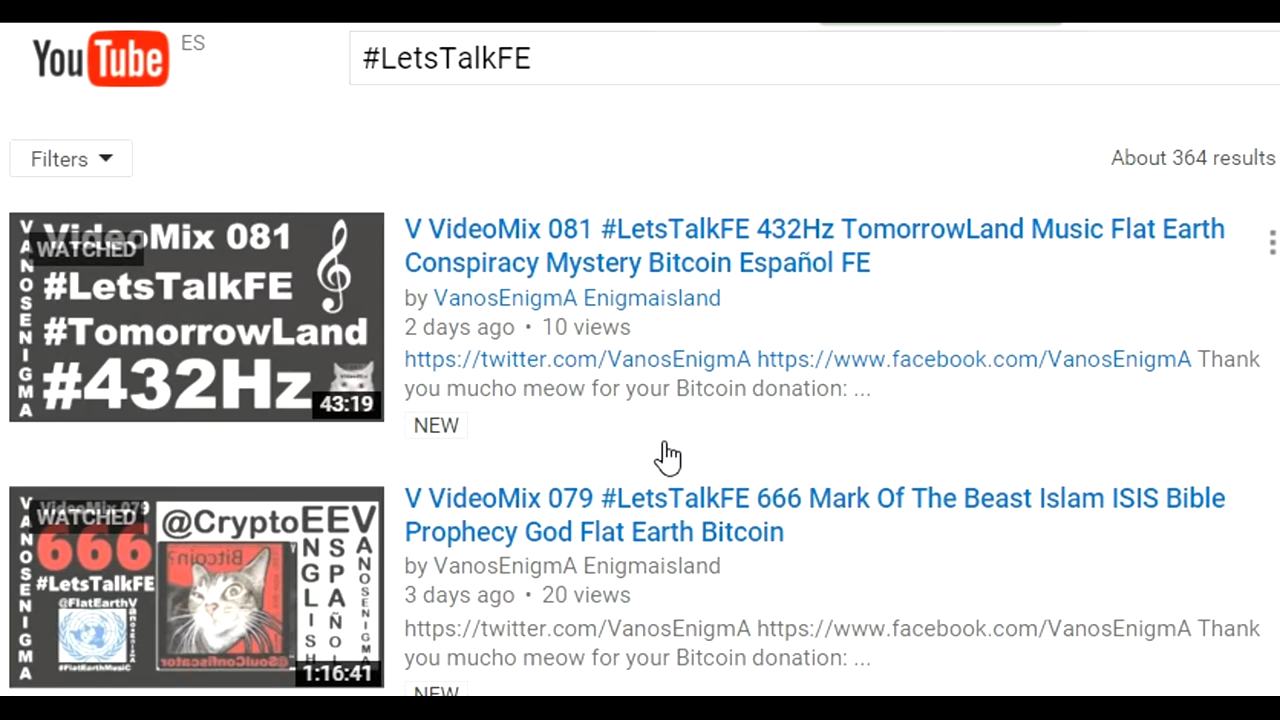 YouTube ES
#LetsTalkFE
Filters
About 364 results
VANOSENIGMA
VideoMix 081
WATCHED
#LetsTalkFE
#TomorrowLand
#432Hz
43:19
V VideoMix 081 #LetsTalkFE 432Hz TomorrowLand Music Flat Earth
Conspiracy Mystery Bitcoin Español FE
by VanosEnigmA Enigmaisland
2 days ago • 10 views
https://twitter.com/VanosEnigmA https://www.facebook.com/VanosEnigmA Thank
you mucho meow for your Bitcoin donation: ...
NEW
VANOSENIGMA
VideoMix 079
WATCHED
666
#LetsTalkFE
@FlatEarthV
#FlatEarthMusiC
@CryptoEEV
ENGLISH
ESPAÑOL
VANOSENIGMA
Bitcoin?
@SoulConfiscator
1:16:41
V VideoMix 079 #LetsTalkFE 666 Mark Of The Beast Islam ISIS Bible
Prophecy God Flat Earth Bitcoin
by VanosEnigmA Enigmaisland
3 days ago • 20 views
https://twitter.com/VanosEnigmA https://www.facebook.com/VanosEnigmA Thank
you mucho meow for your Bitcoin donation: ...
NEW